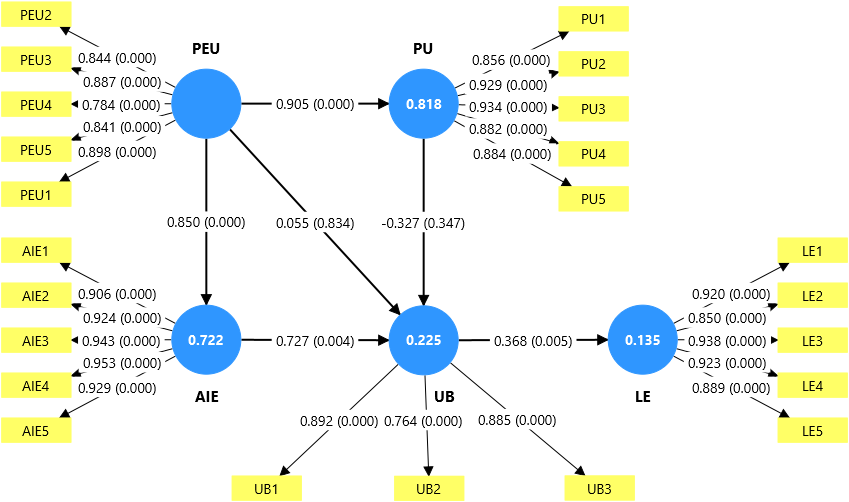 PEU2
PEU3
PEU4
PEU5
PEU1
PEU
0.844 (0.000)
0.887 (0.000)
0.784 (0.000)
0.841 (0.000)
0.898 (0.000)
0.905 (0.000)
PU
0.818
0.856 (0.000)
0.929 (0.000)
0.934 (0.000)
0.882 (0.000)
0.884 (0.000)
PU1
PU2
PU3
PU4
PU5
0.850 (0.000)
0.055 (0.834)
-0.327 (0.347)
AIE1
AIE2
AIE3
AIE4
AIE5
0.906 (0.000)
0.924 (0.000)
0.943 (0.000)
0.953 (0.000)
0.929 (0.000)
0.722
AIE
0.727 (0.004)
0.225
UB
0.368 (0.005)
0.135
LE
0.920 (0.000)
0.850 (0.000)
0.938 (0.000)
0.923 (0.000)
0.889 (0.000)
LE1
LE2
LE3
LE4
LE5
0.892 (0.000)
0.764 (0.000)
0.885 (0.000)
UB1
UB2
UB3